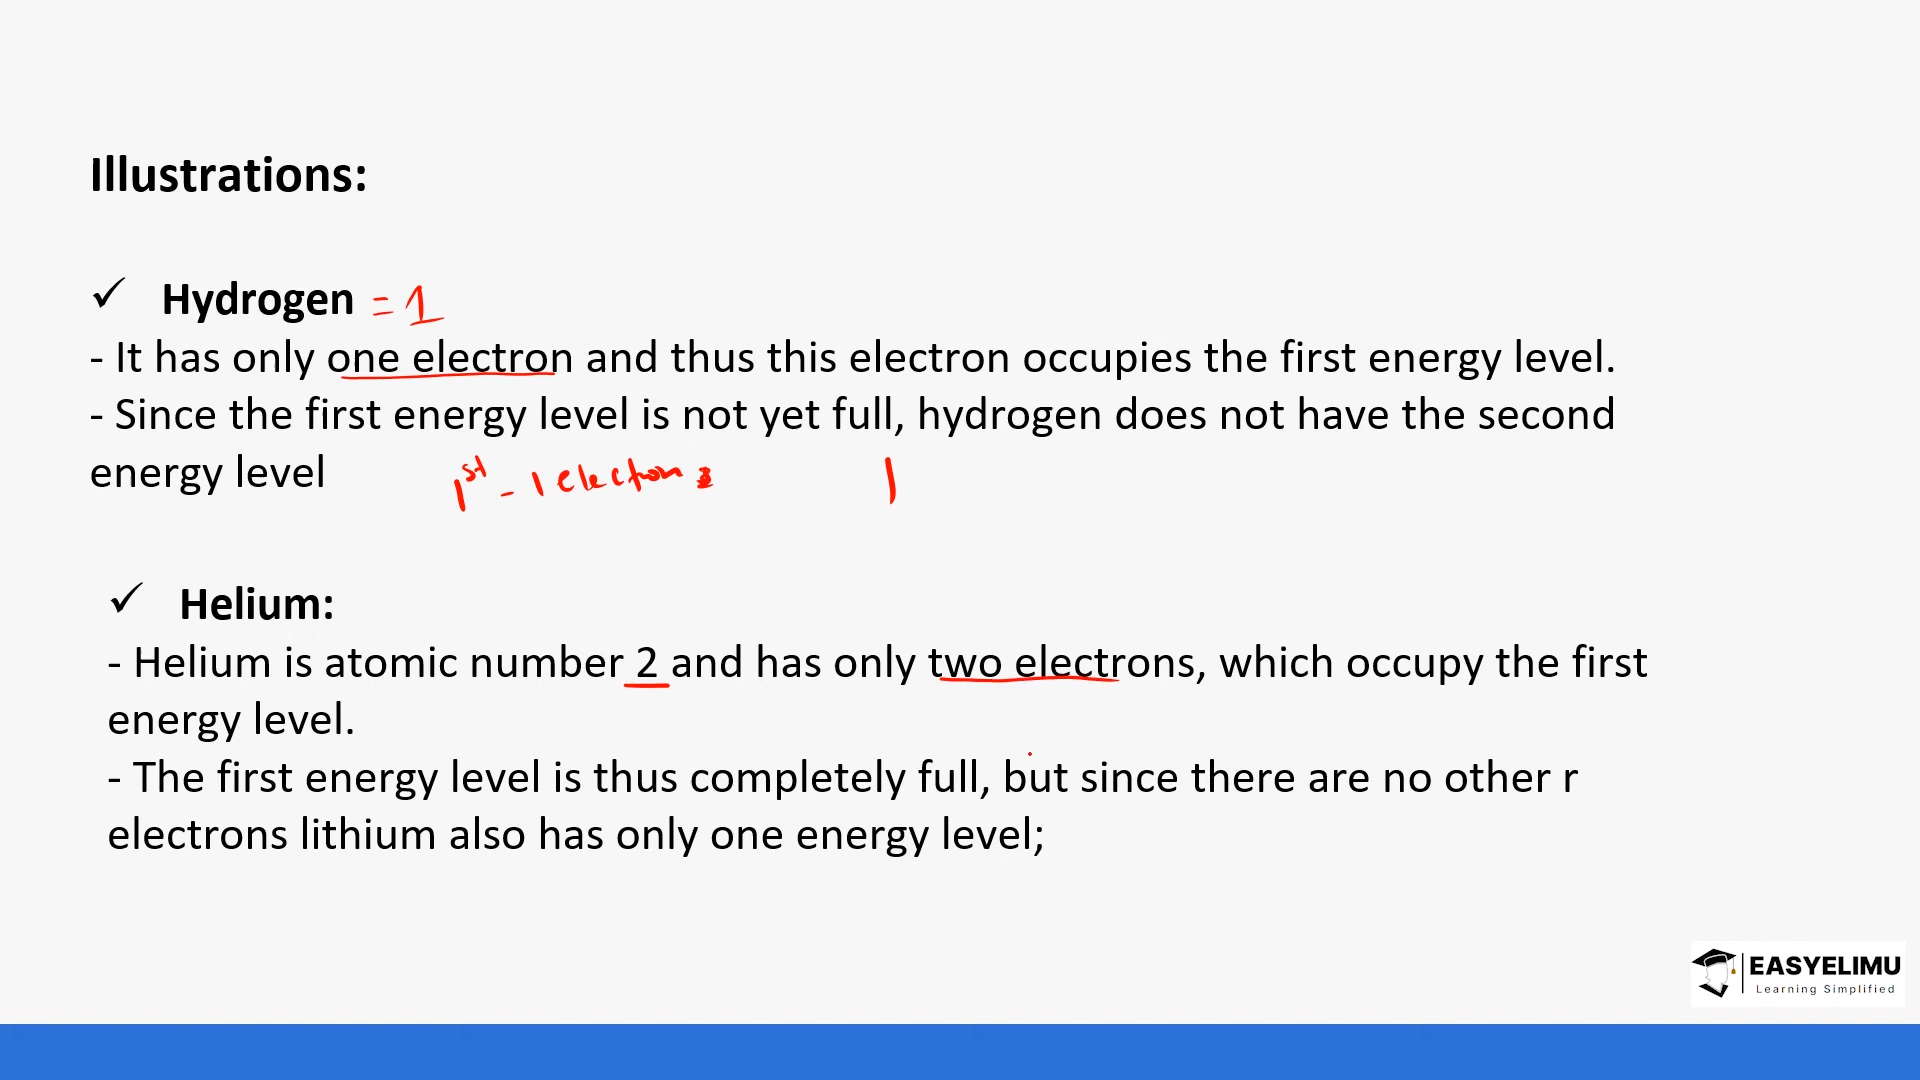 Illustrations:
✓ Hydrogen = 1
- It has only one electron and thus this electron occupies the first energy level.
- Since the first energy level is not yet full, hydrogen does not have the second
energy level
1st - 1 electron
1
✓ Helium:
- Helium is atomic number 2 and has only two electrons, which occupy the first
energy level.
- The first energy level is thus completely full, but since there are no other r
electrons lithium also has only one energy level;
EASYELIMU
Learning Simplified